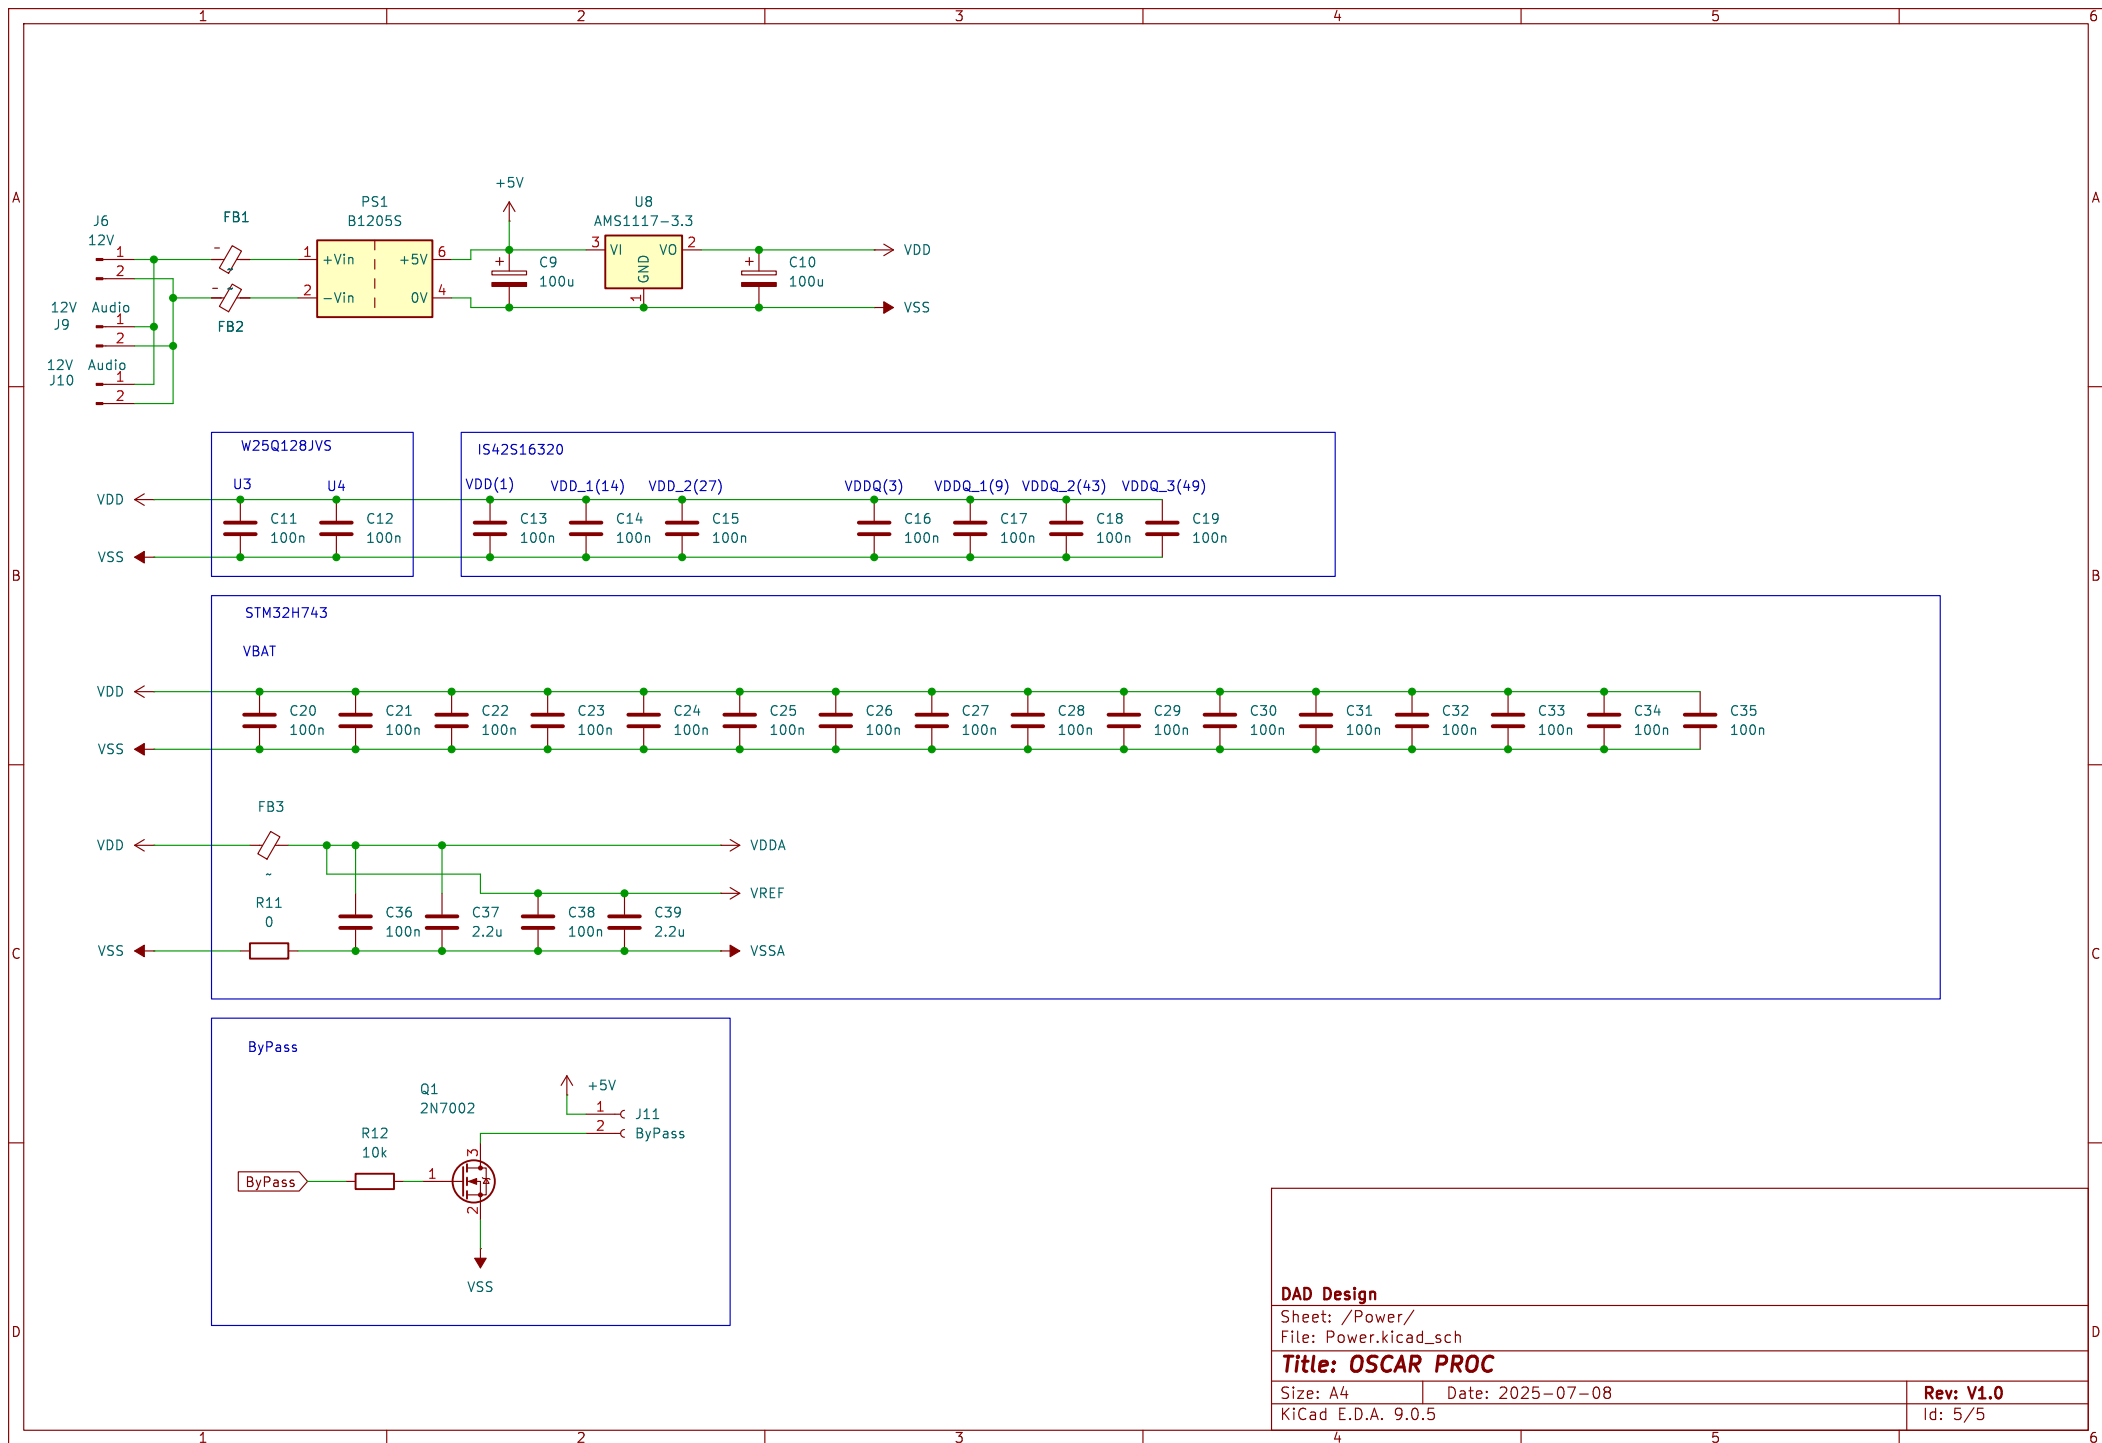 1 2 3 4 5 6
A A
+5V
J6
12V
1
2
FB1
FB2
PS1
B1205S
1 +Vin +5V 6
2 -Vin 0V 4
12V Audio
J9
1
2
12V Audio
J10
1
2
+ C9
100u
U8
AMS1117-3.3
3 VI VO 2
GND
1
+ C10
100u
VDD
VSS
W25Q128JVS
U3 U4
IS42S16320
VDD(1) VDD_1(14) VDD_2(27) VDDQ(3) VDDQ_1(9) VDDQ_2(43) VDDQ_3(49)
VDD
C11 C12 C13 C14 C15 C16 C17 C18 C19
100n 100n 100n 100n 100n 100n 100n 100n 100n
VSS
B B
STM32H743
VBAT
VDD
C20 C21 C22 C23 C24 C25 C26 C27 C28 C29 C30 C31 C32 C33 C34 C35
100n 100n 100n 100n 100n 100n 100n 100n 100n 100n 100n 100n 100n 100n 100n 100n
VSS
FB3
VDD VDDA
~
VREF
R11
0
C36 C37 C38 C39
100n 2.2u 100n 2.2u
VSS VSSA
C C
ByPass
+5V
Q1
2N7002
1 J11
2 ByPass
R12
10k
ByPass
1
3
2
VSS
D D
DAD Design
Sheet: /Power/
File: Power.kicad_sch
Title: OSCAR PROC
Size: A4 Date: 2025-07-08 Rev: V1.0
KiCad E.D.A. 9.0.5 Id: 5/5
1 2 3 4 5 6